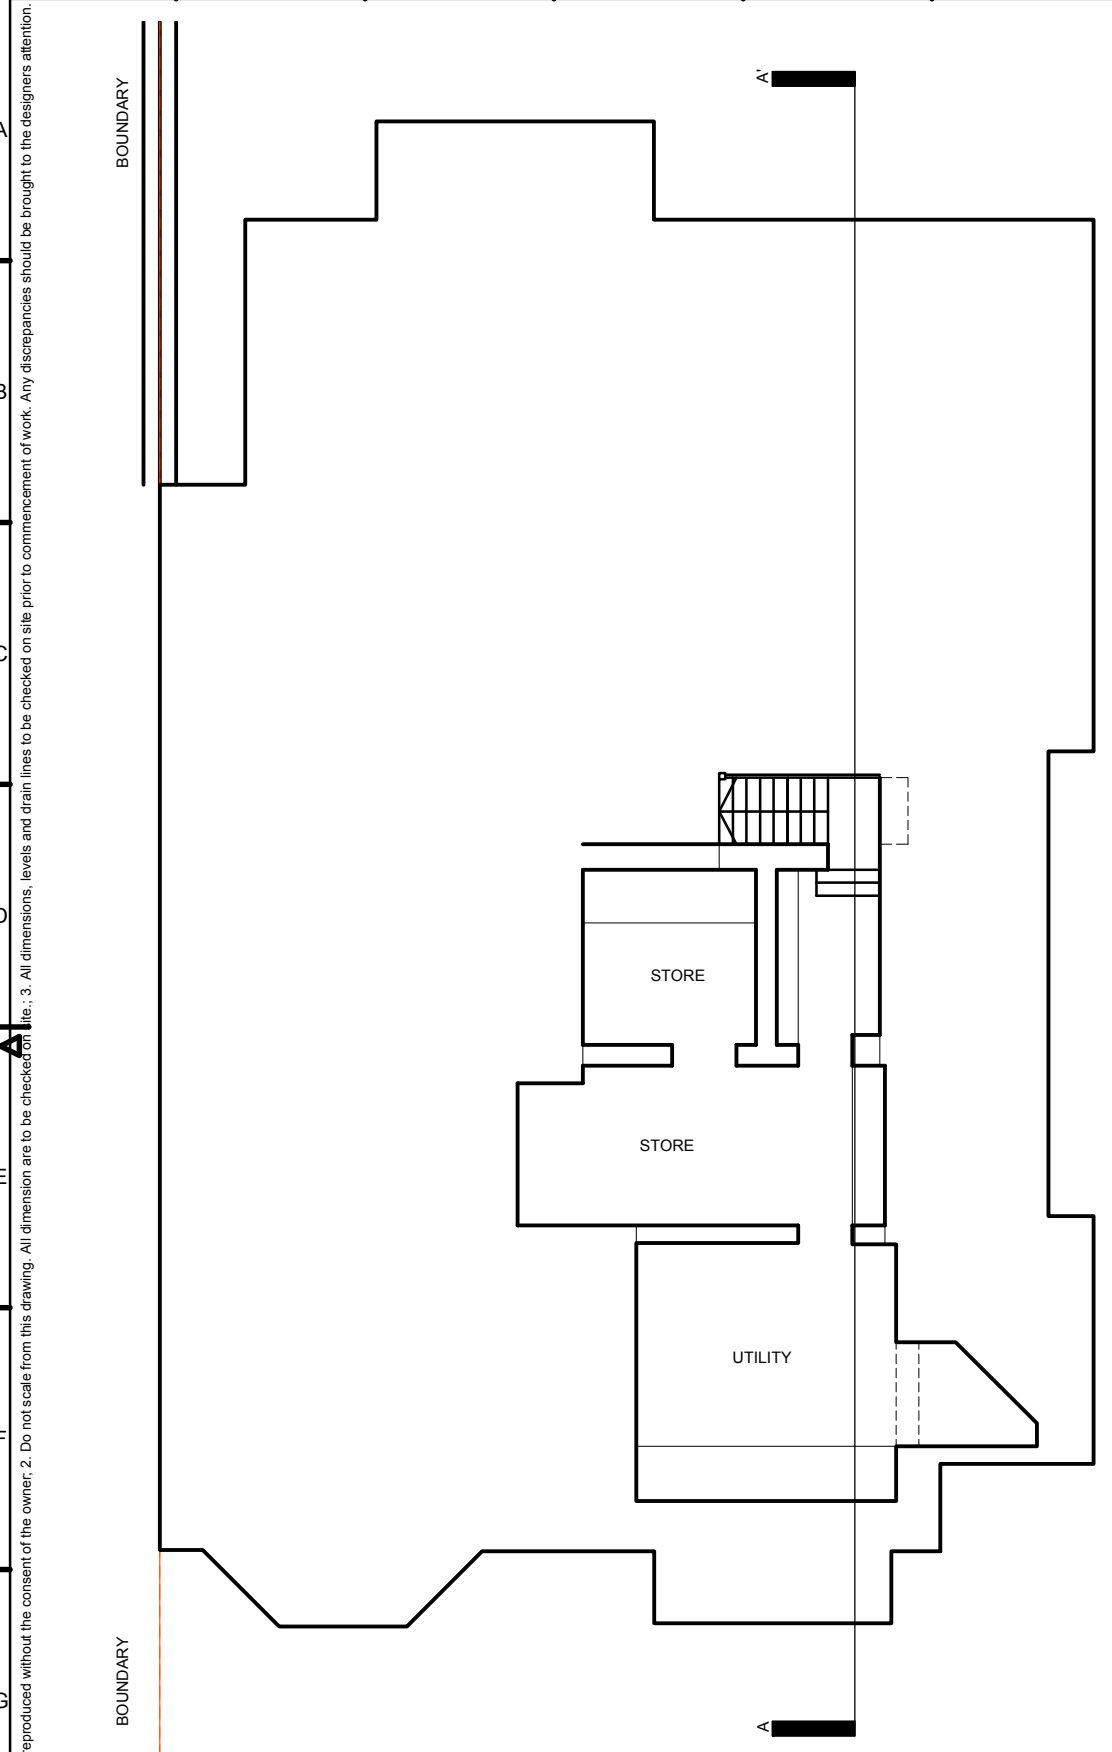 A'
BOUNDARY
A
B
C
D
E
F
G
reproduced without the consent of the owner; 2. Do not scale from this drawing. All dimension are to be checked on site.; 3. All dimensions, levels and drain lines to be checked on site prior to commencement of work. Any discrepancies should be brought to the designers attention.
STORE
STORE
UTILITY
BOUNDARY
A